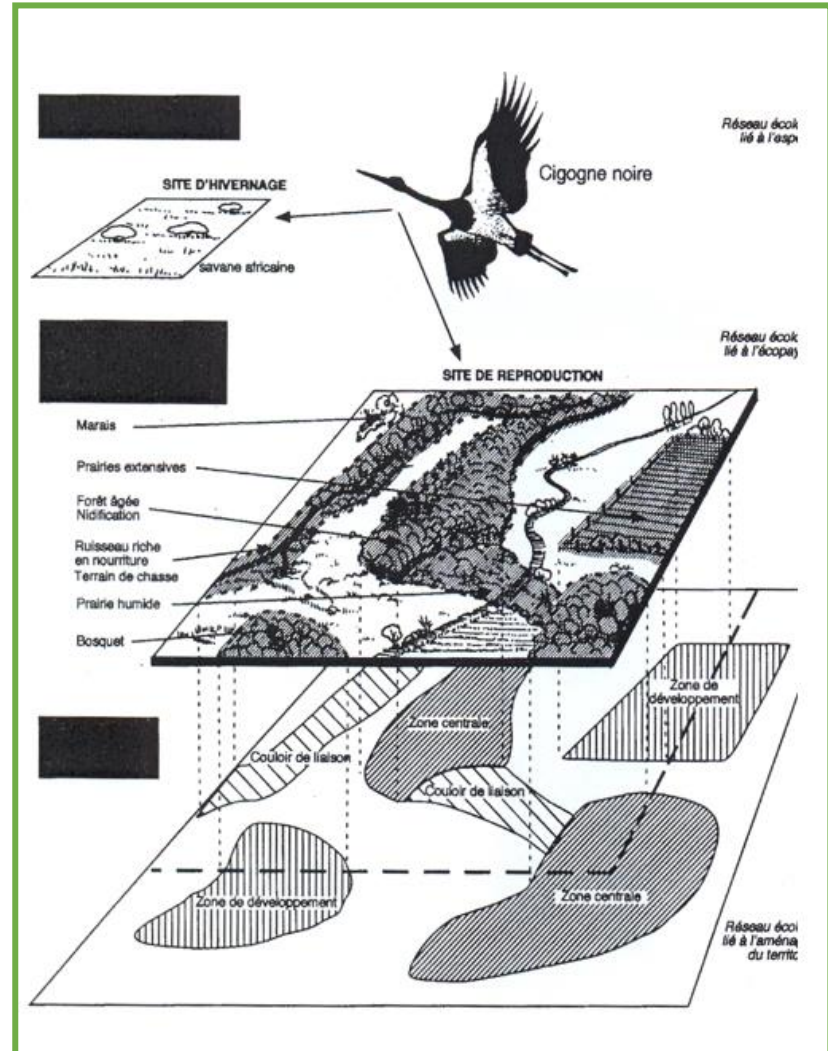 Réseau écol
lié à l'esp
SITE D'HIVERNAGE
Cigogne noire
savane africaine
Réseau écol
lié à l'écopay
SITE DE REPRODUCTION
Marais
Prairies extensives
Forêt âgée
Nidification
Ruisseau riche
en nourriture
Terrain de chasse
Prairie humide
Bosquet
Zone de
développement
Zone centrale
Couloir de liaison
Couloir de liaison
Zone de développement
Zone centrale
Réseau écol
lié à l'aména
du territo